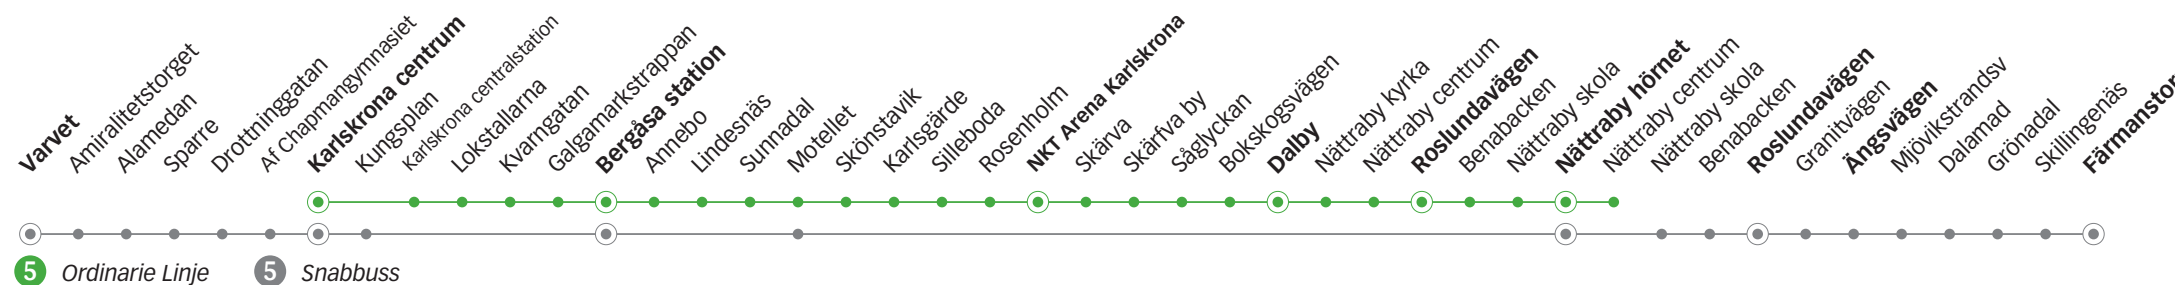 Varvet
Amiralitetstorget
Alamedan
Sparre
Drottninggatan
Af Chapmangymnasiet
Karlskrona centrum
Kungsplan
Karlskrona centralstation
Lokstallarna
Kvarngatan
Galgamarkstrappan
Bergåsa station
Annebo
Lindesnäs
Sunnadal
Motellet
Skönstavik
Karlsgärde
Silleboda
Rosenholm
NKT Arena Karlskrona
Skärva
Skärfva by
Såglyckan
Bokskogsvägen
Dalby
Nättraby kyrka
Nättraby centrum
Roslundavägen
Benabacken
Nättraby skola
Nättraby hörnet
Nättraby centrum
Nättraby skola
Benabacken
Roslundavägen
Granitvägen
Ängsvägen
Mjövikstrandsv
Dalamad
Grönadal
Skillingenäs
Färmanstor
5 Ordinarie Linje 5 Snabbuss